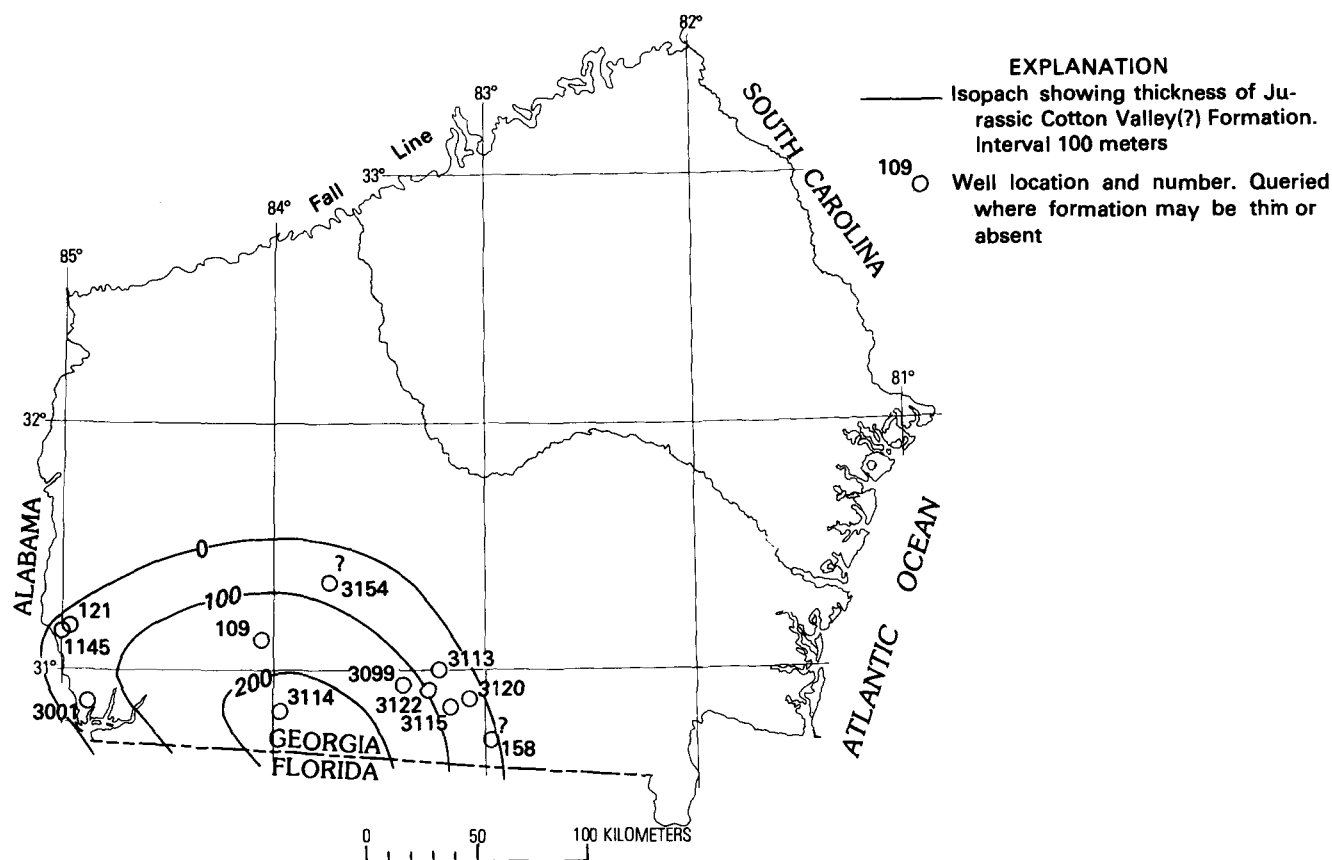 82°
EXPLANATION
Isopach showing thickness of Ju-
rassic Cotton Valley(?) Formation.
Interval 100 meters
109
Well location and number. Queried
where formation may be thin or
absent
83°
SOUTH CAROLINA
Fall Line
33°
84°
85°
81°
32°
ALABAMA
ATLANTIC OCEAN
0
?
3154
100
121
109
1145
31°
3113
3099
200
3114
3120
3122
3001
3115
?
158
GEORGIA
FLORIDA
0 50 100 KILOMETERS